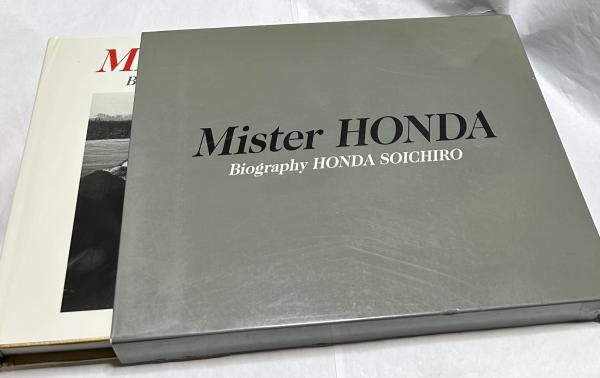 Mister HONDA
Biography HONDA SOICHIRO
M
B